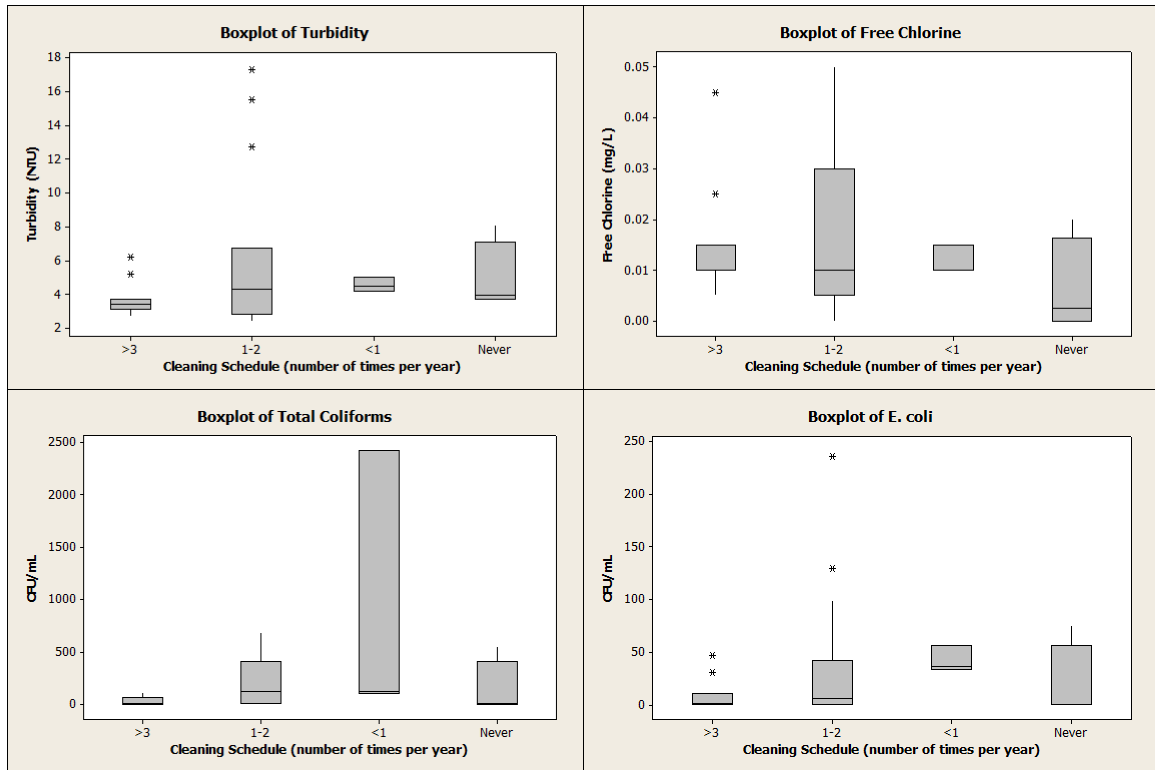 Boxplot of Turbidity
18
16
14
12
10
8
6
4
2
Turbidity (NTU)
>3 1-2 <1 Never
Cleaning Schedule (number of times per year)
Boxplot of Free Chlorine
0.05
0.04
0.03
0.02
0.01
0.00
Free Chlorine (mg/L)
>3 1-2 <1 Never
Cleaning Schedule (number of times per year)
Boxplot of Total Coliforms
2500
2000
1500
1000
500
0
CFU/mL
>3 1-2 <1 Never
Cleaning Schedule (number of times per year)
Boxplot of E. coli
250
200
150
100
50
0
CFU/mL
>3 1-2 <1 Never
Cleaning Schedule (number of times per year)